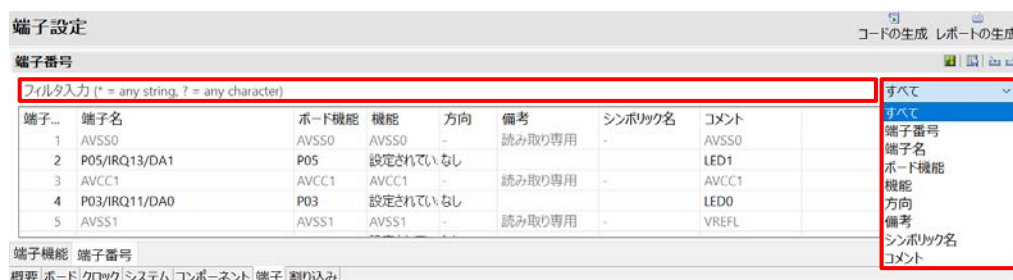 端子設定
コードの生成 レポートの生成
端子番号
フィルタ入力 (* = any string, ? = any character)
すべて
端子... 端子名 ボード機能 機能 方向 備考 シンボリック名 コメント
1 AVSS0 AVSS0 AVSS0 - 読み取り専用 - AVSS0
2 P05/IRQ13/DA1 P05 設定されてい なし LED1
3 AVCC1 AVCC1 AVCC1 - 読み取り専用 - AVCC1
4 P03/IRQ11/DA0 P03 設定されてい なし LED0
5 AVSS1 AVSS1 AVSS1 - 読み取り専用 - VREFL
すべて
端子番号
端子名
ボード機能
機能
方向
備考
シンボリック名
コメント
端子機能 端子番号
概要 ボード クロック システム コンポーネント 端子 割り込み